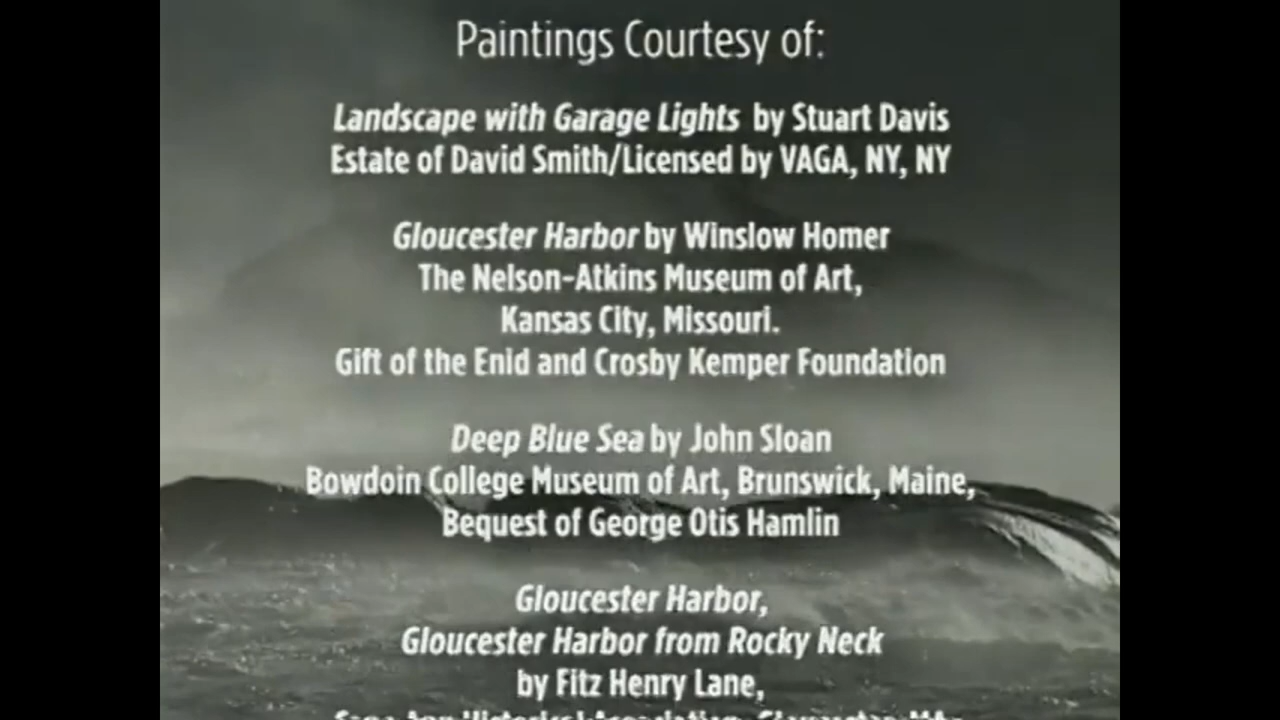 Paintings Courtesy of:
Landscape with Garage Lights by Stuart Davis
Estate of David Smith/Licensed by VAGA, NY, NY
Gloucester Harbor by Winslow Homer
The Nelson-Atkins Museum of Art,
Kansas City, Missouri.
Gift of the Enid and Crosby Kemper Foundation
Deep Blue Sea by John Sloan
Bowdoin College Museum of Art, Brunswick, Maine,
Bequest of George Otis Hamlin
Gloucester Harbor,
Gloucester Harbor from Rocky Neck
by Fitz Henry Lane,